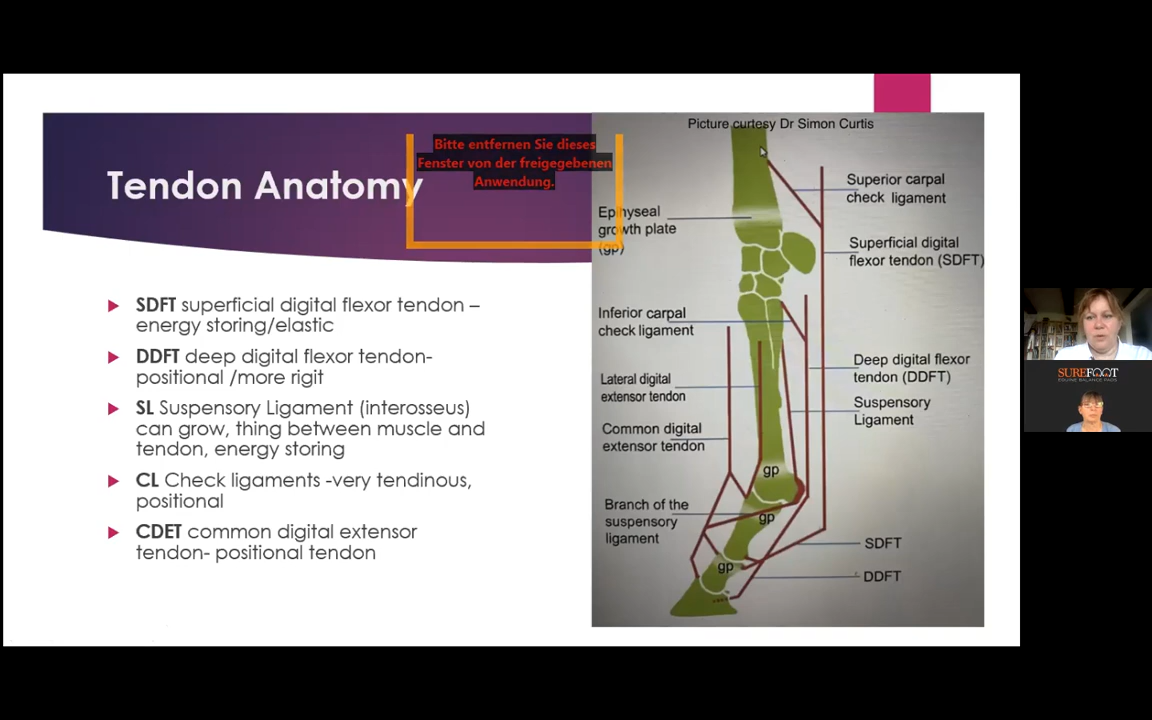 Tendon Anatomy
Bitte entfernen Sie dieses
Fenster von der freigegebenen
Anwendung.
SDFT superficial digital flexor tendon –
energy storing/elastic
DDFT deep digital flexor tendon-
positional /more rigit
SL Suspensory Ligament (interosseus)
can grow, thing between muscle and
tendon, energy storing
CL Check ligaments -very tendinous,
positional
CDET common digital extensor
tendon- positional tendon
Picture curtesy Dr Simon Curtis
Superior carpal
check ligament
Epihyseal
growth plate
(gp)
Superficial digital
flexor tendon (SDFT)
Inferior carpal
check ligament
Deep digital flexor
tendon (DDFT)
Lateral digital
extensor tendon
Suspensory
Ligament
Common digital
extensor tendon
gp
Branch of the
suspensory
ligament
gp
SDFT
gp
DDFT
SUREFOOT
EQUINE BALANCE PADS